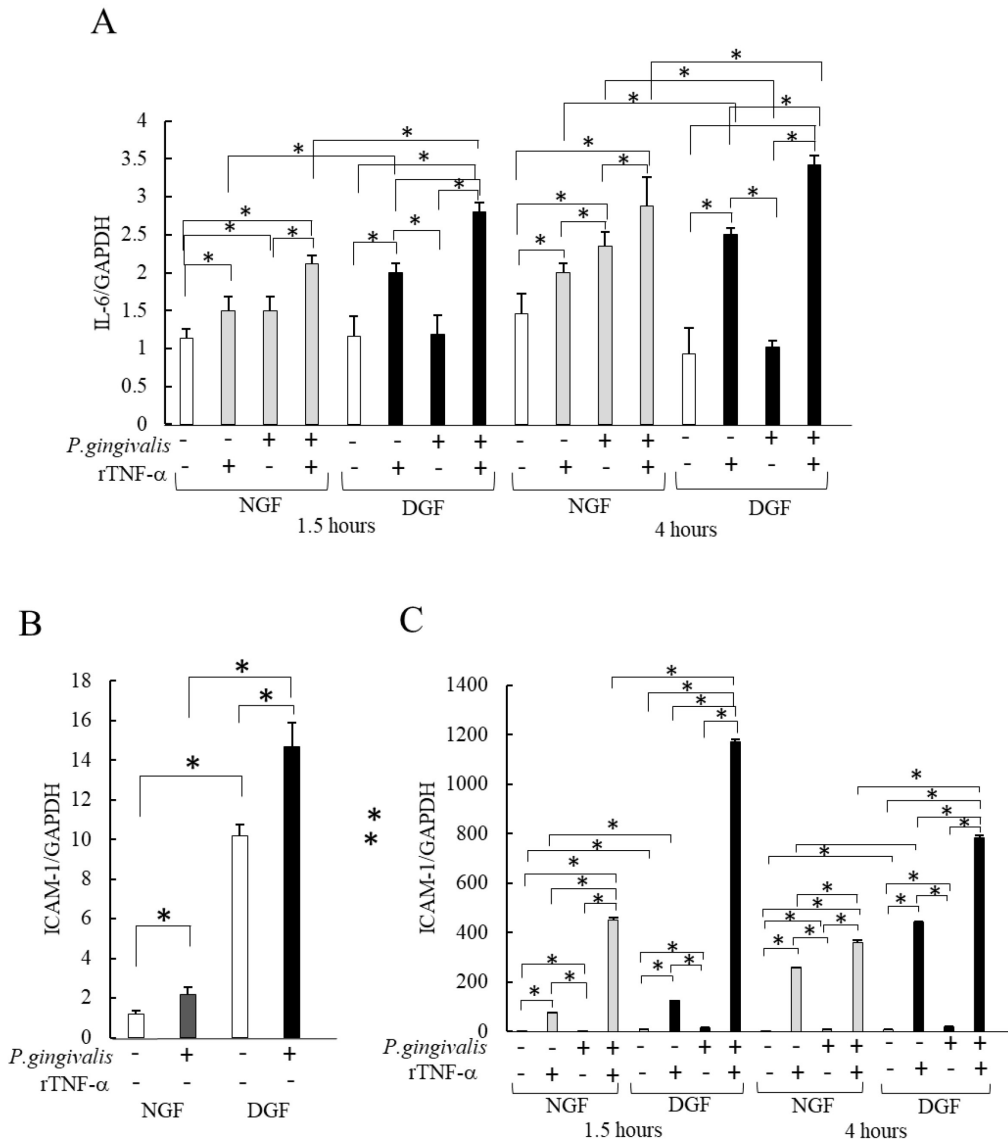 A
* * * * * * * * * * * * * * * * * * * * * * * *
IL-6/GAPDH
4
3.5
3
2.5
2
1.5
1
0.5
0
P.gingivalis - - + + - - + + - - + + - - + +
rTNF-α - + - + - + - + - + - + - + - +
NGF DGF NGF DGF
1.5 hours 4 hours
B
ICAM-1/GAPDH
18
16
14
12
10
8
6
4
2
0
* * * *
*
*
P.gingivalis - + - +
rTNF-α - - - -
NGF DGF
C
ICAM-1/GAPDH
1400
1200
1000
800
600
400
200
0
P.gingivalis - - + + - - + + - - + + - - + +
rTNF-α - + - + - + - + - + - + - + - +
NGF DGF NGF DGF
1.5 hours 4 hours